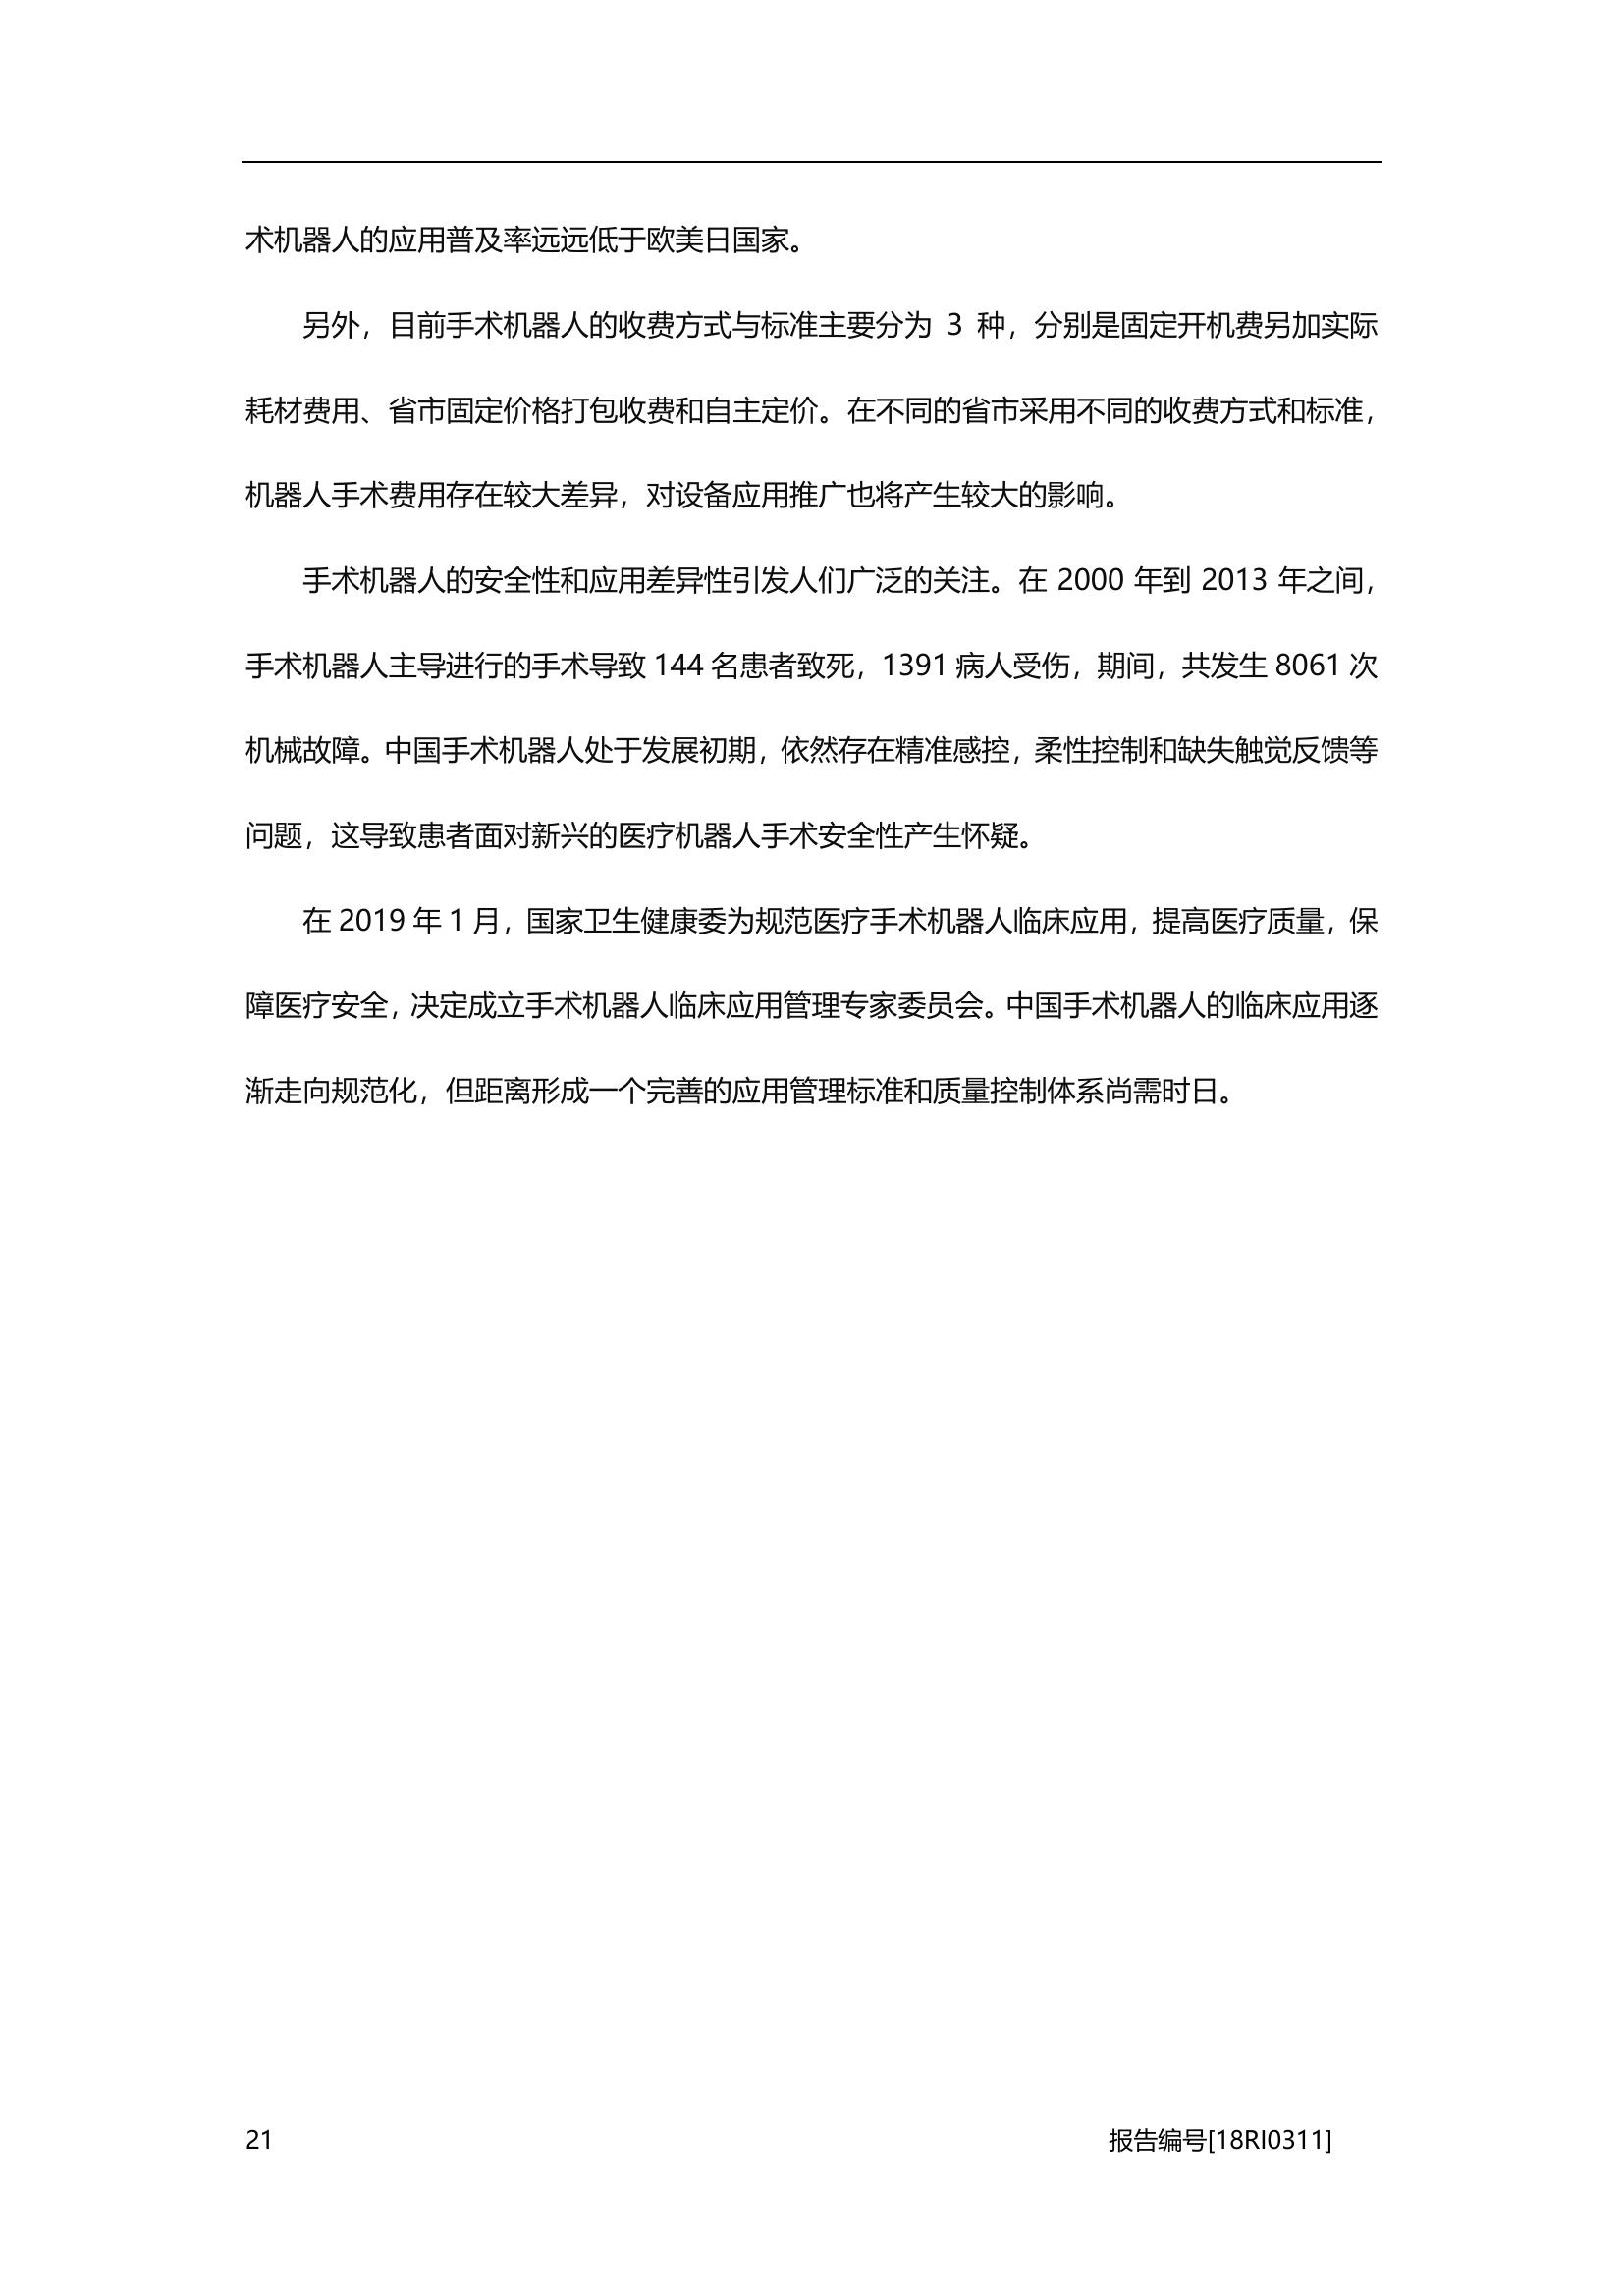 术机器人的应用普及率远远低于欧美日国家。
另外，目前手术机器人的收费方式与标准主要分为 3 种，分别是固定开机费另加实际
耗材费用、省市固定价格打包收费和自主定价。在不同的省市采用不同的收费方式和标准，
机器人手术费用存在较大差异，对设备应用推广也将产生较大的影响。
手术机器人的安全性和应用差异性引发人们广泛的关注。在 2000 年到 2013 年之间，
手术机器人主导进行的手术导致 144 名患者致死，1391 病人受伤，期间，共发生 8061 次
机械故障。中国手术机器人处于发展初期，依然存在精准感控，柔性控制和缺失触觉反馈等
问题，这导致患者面对新兴的医疗机器人手术安全性产生怀疑。
在 2019 年 1 月，国家卫生健康委为规范医疗手术机器人临床应用，提高医疗质量，保
障医疗安全，决定成立手术机器人临床应用管理专家委员会。中国手术机器人的临床应用逐
渐走向规范化，但距离形成一个完善的应用管理标准和质量控制体系尚需时日。
21 报告编号[18RI0311]